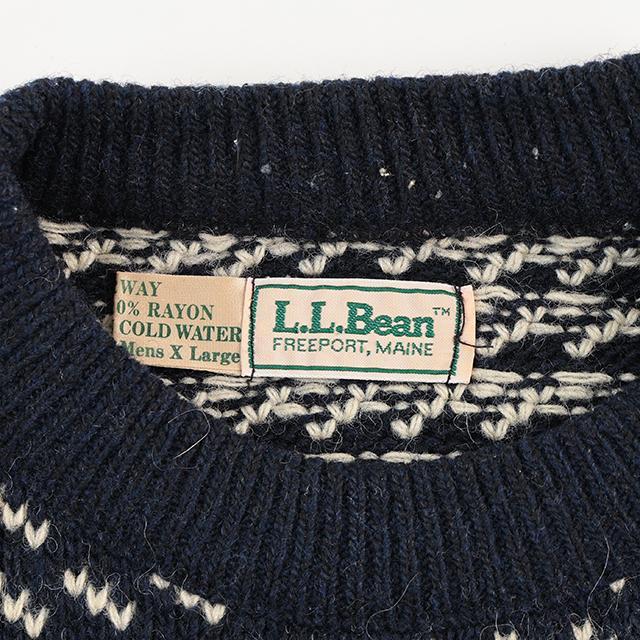 WAY
0% RAYON
COLD WATER
Mens X Large
L.L.Bean™
FREEPORT, MAINE